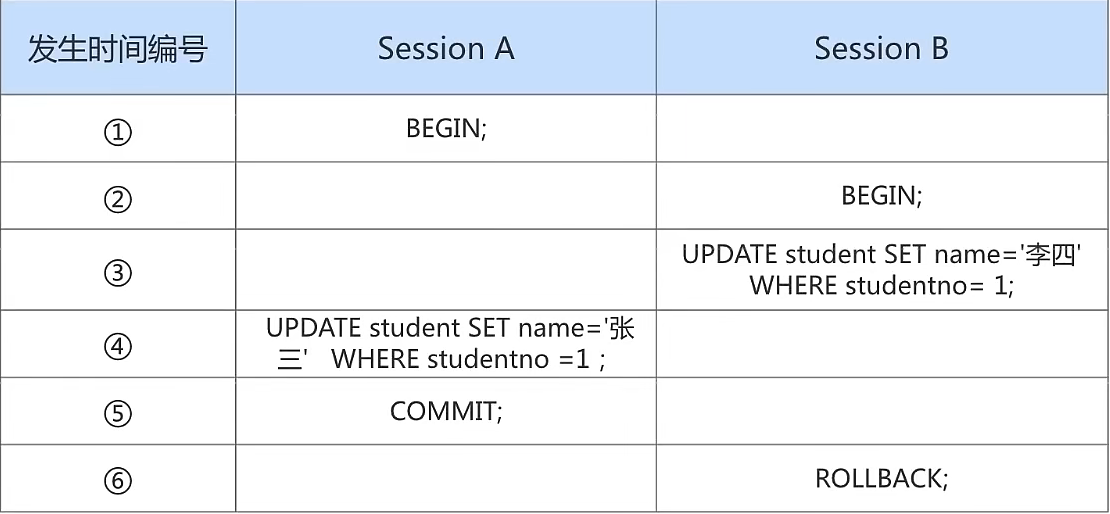 发生时间编号
Session A
Session B
①
BEGIN;
②
BEGIN;
③
UPDATE student SET name='李四'
WHERE studentno= 1;
④
UPDATE student SET name='张
三' WHERE studentno =1 ;
⑤
COMMIT;
⑥
ROLLBACK;